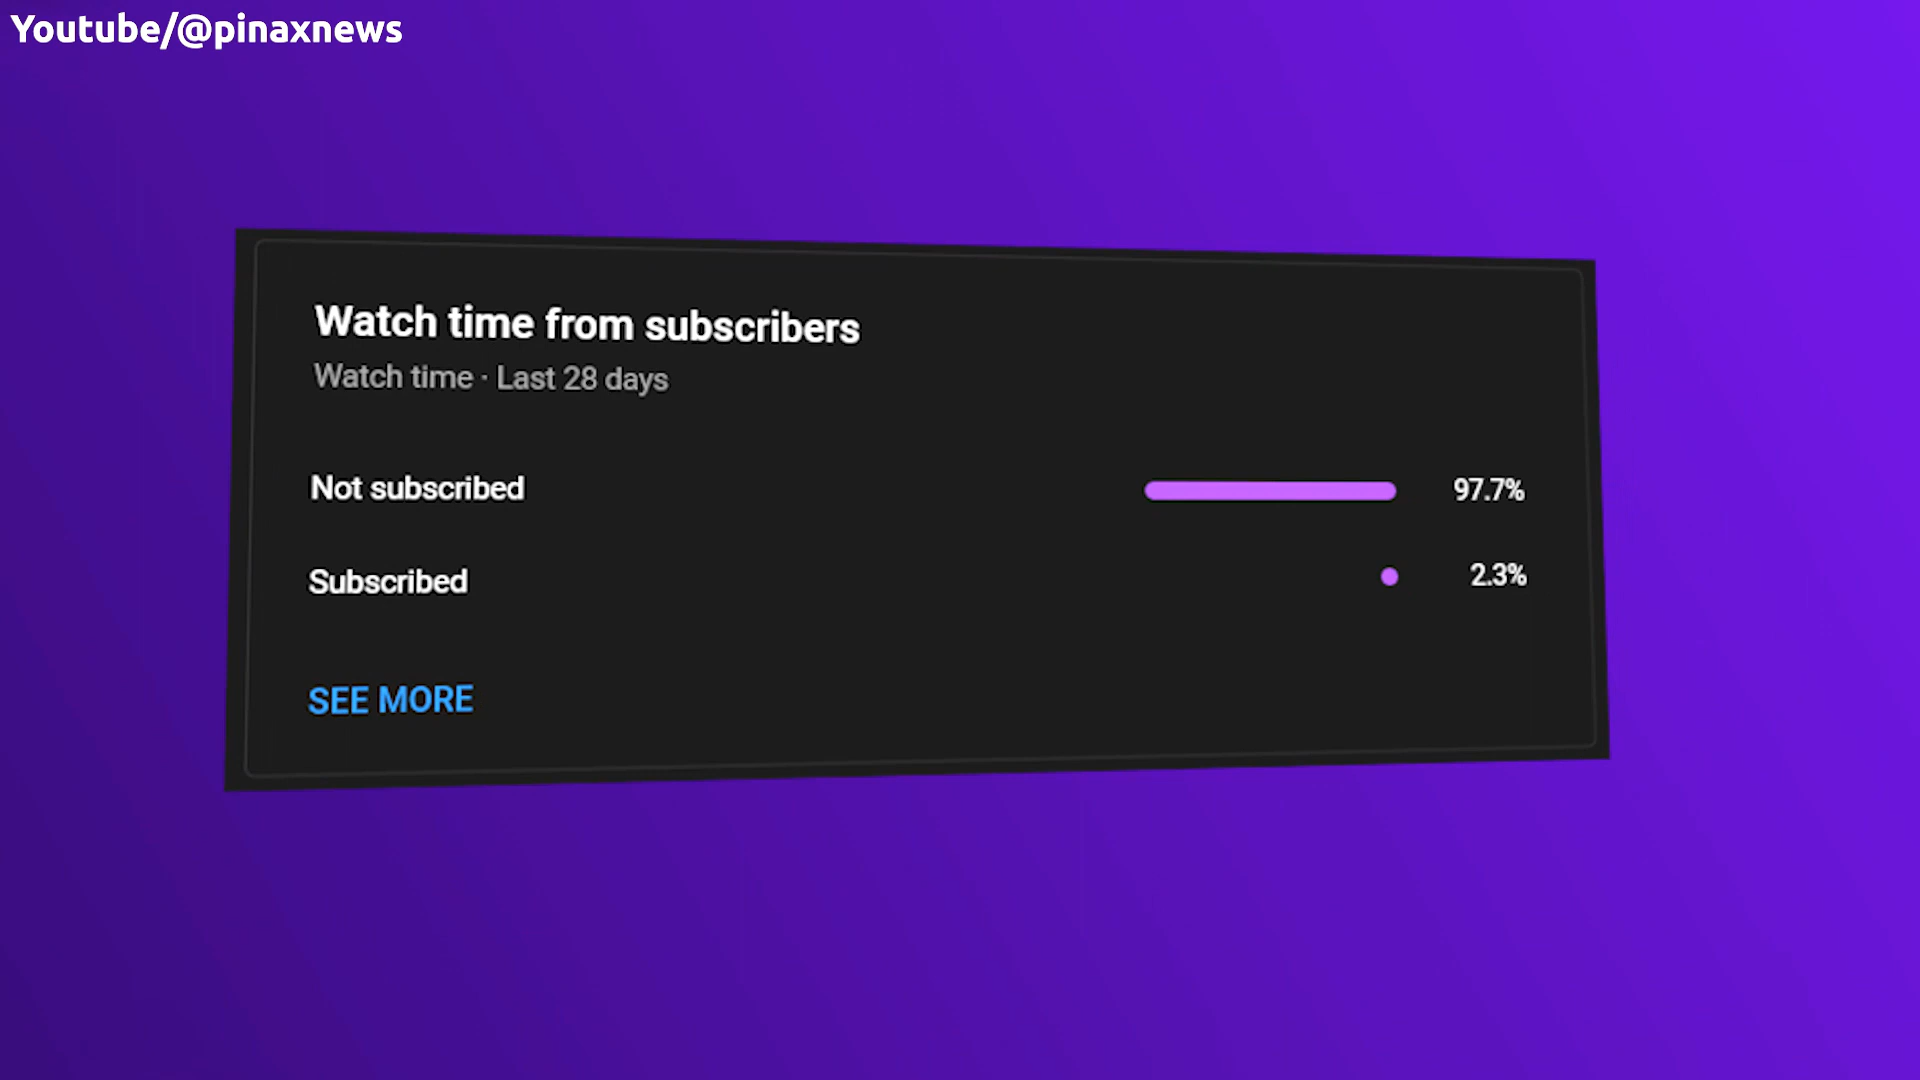 Youtube/@pinaxnews
Watch time from subscribers
Watch time · Last 28 days
Not subscribed 97.7%
Subscribed 2.3%
SEE MORE